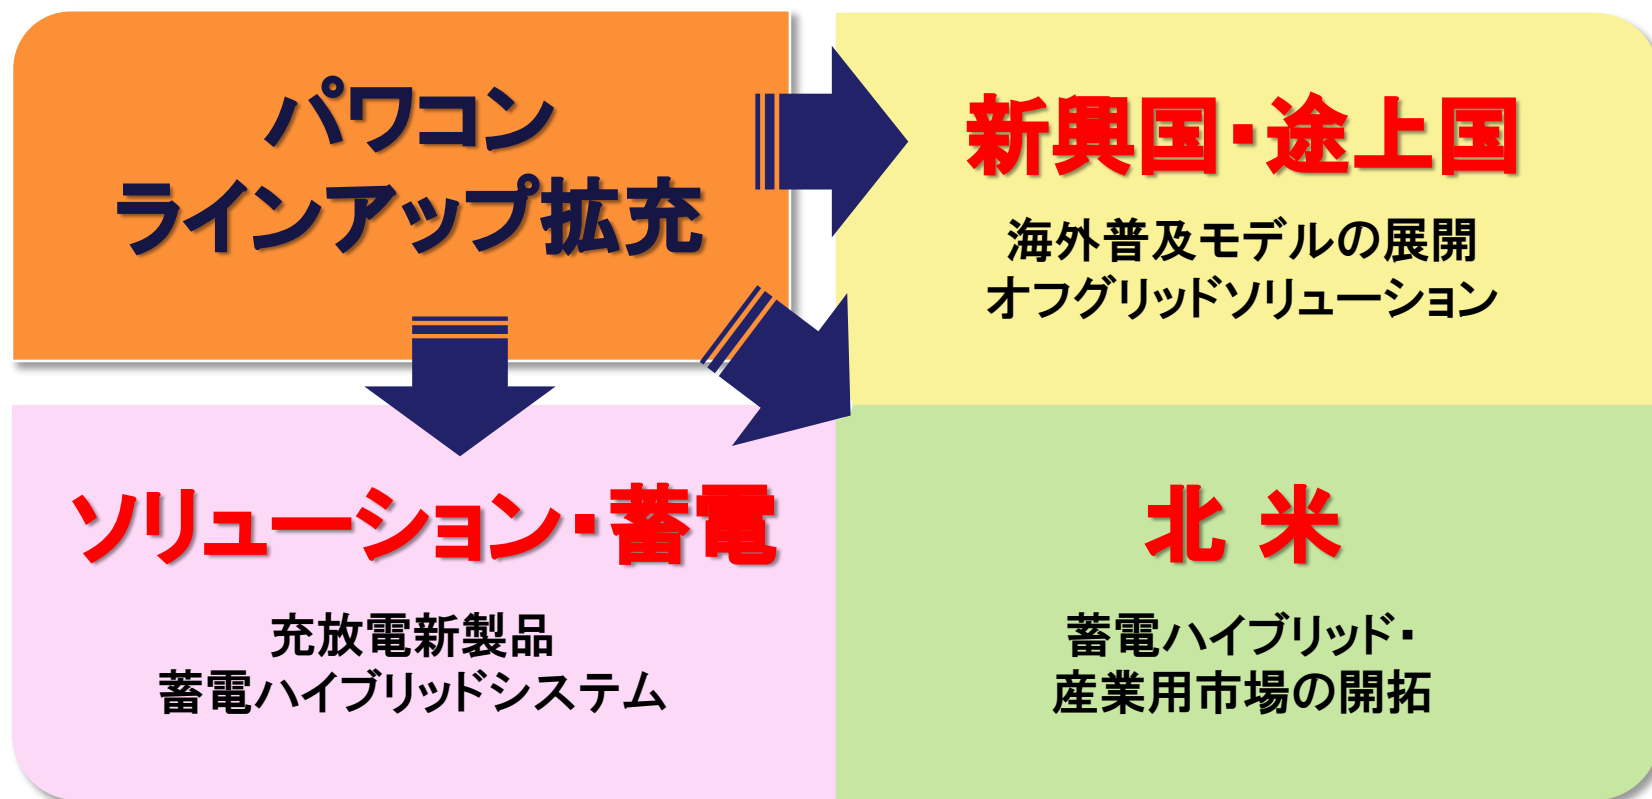 パワコン
ラインアップ拡充
新興国・途上国
海外普及モデルの展開
オフグリッドソリューション
ソリューション・蓄電
充放電新製品
蓄電ハイブリッドシステム
北 米
蓄電ハイブリッド・
産業用市場の開拓